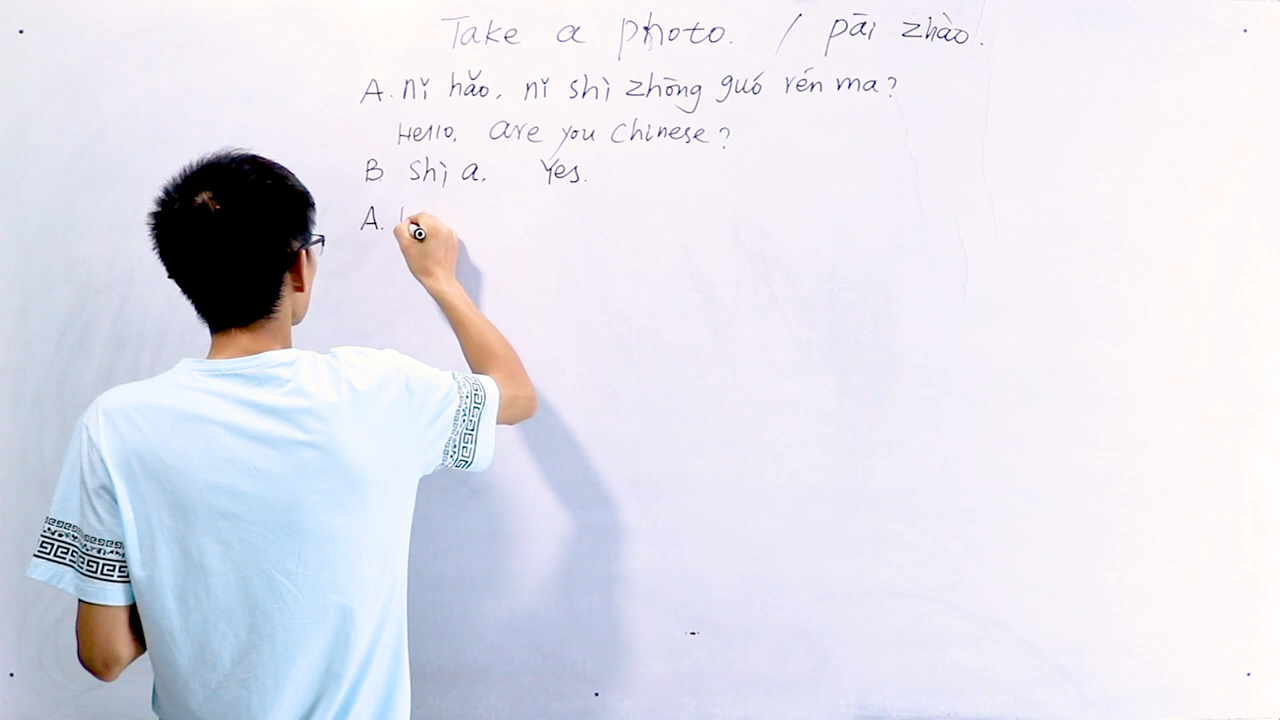 Take a photo. / pāi zhào.
A. nǐ hǎo, nǐ shì zhōng guó rén ma?
Hello, are you Chinese?
B. shì a. Yes.
A.